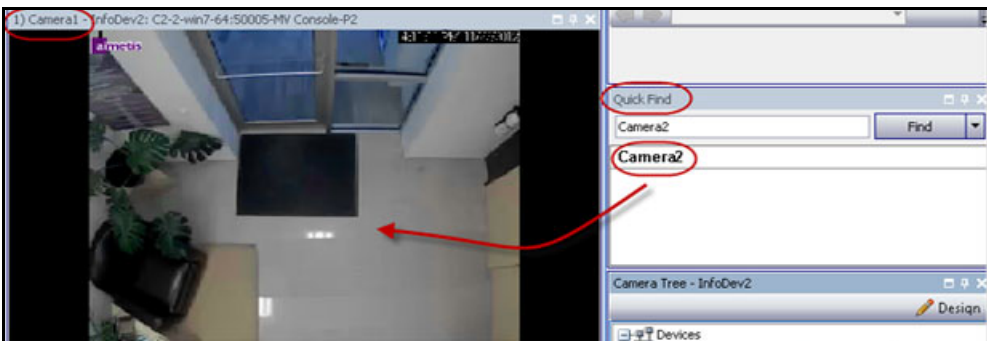 1) Camera1 - InfoDev2: C2-2-win7-64:50005-MV Console-P2
aimetis
Quick Find
Camera2
Find
Camera2
Camera Tree - InfoDev2
Design
Devices